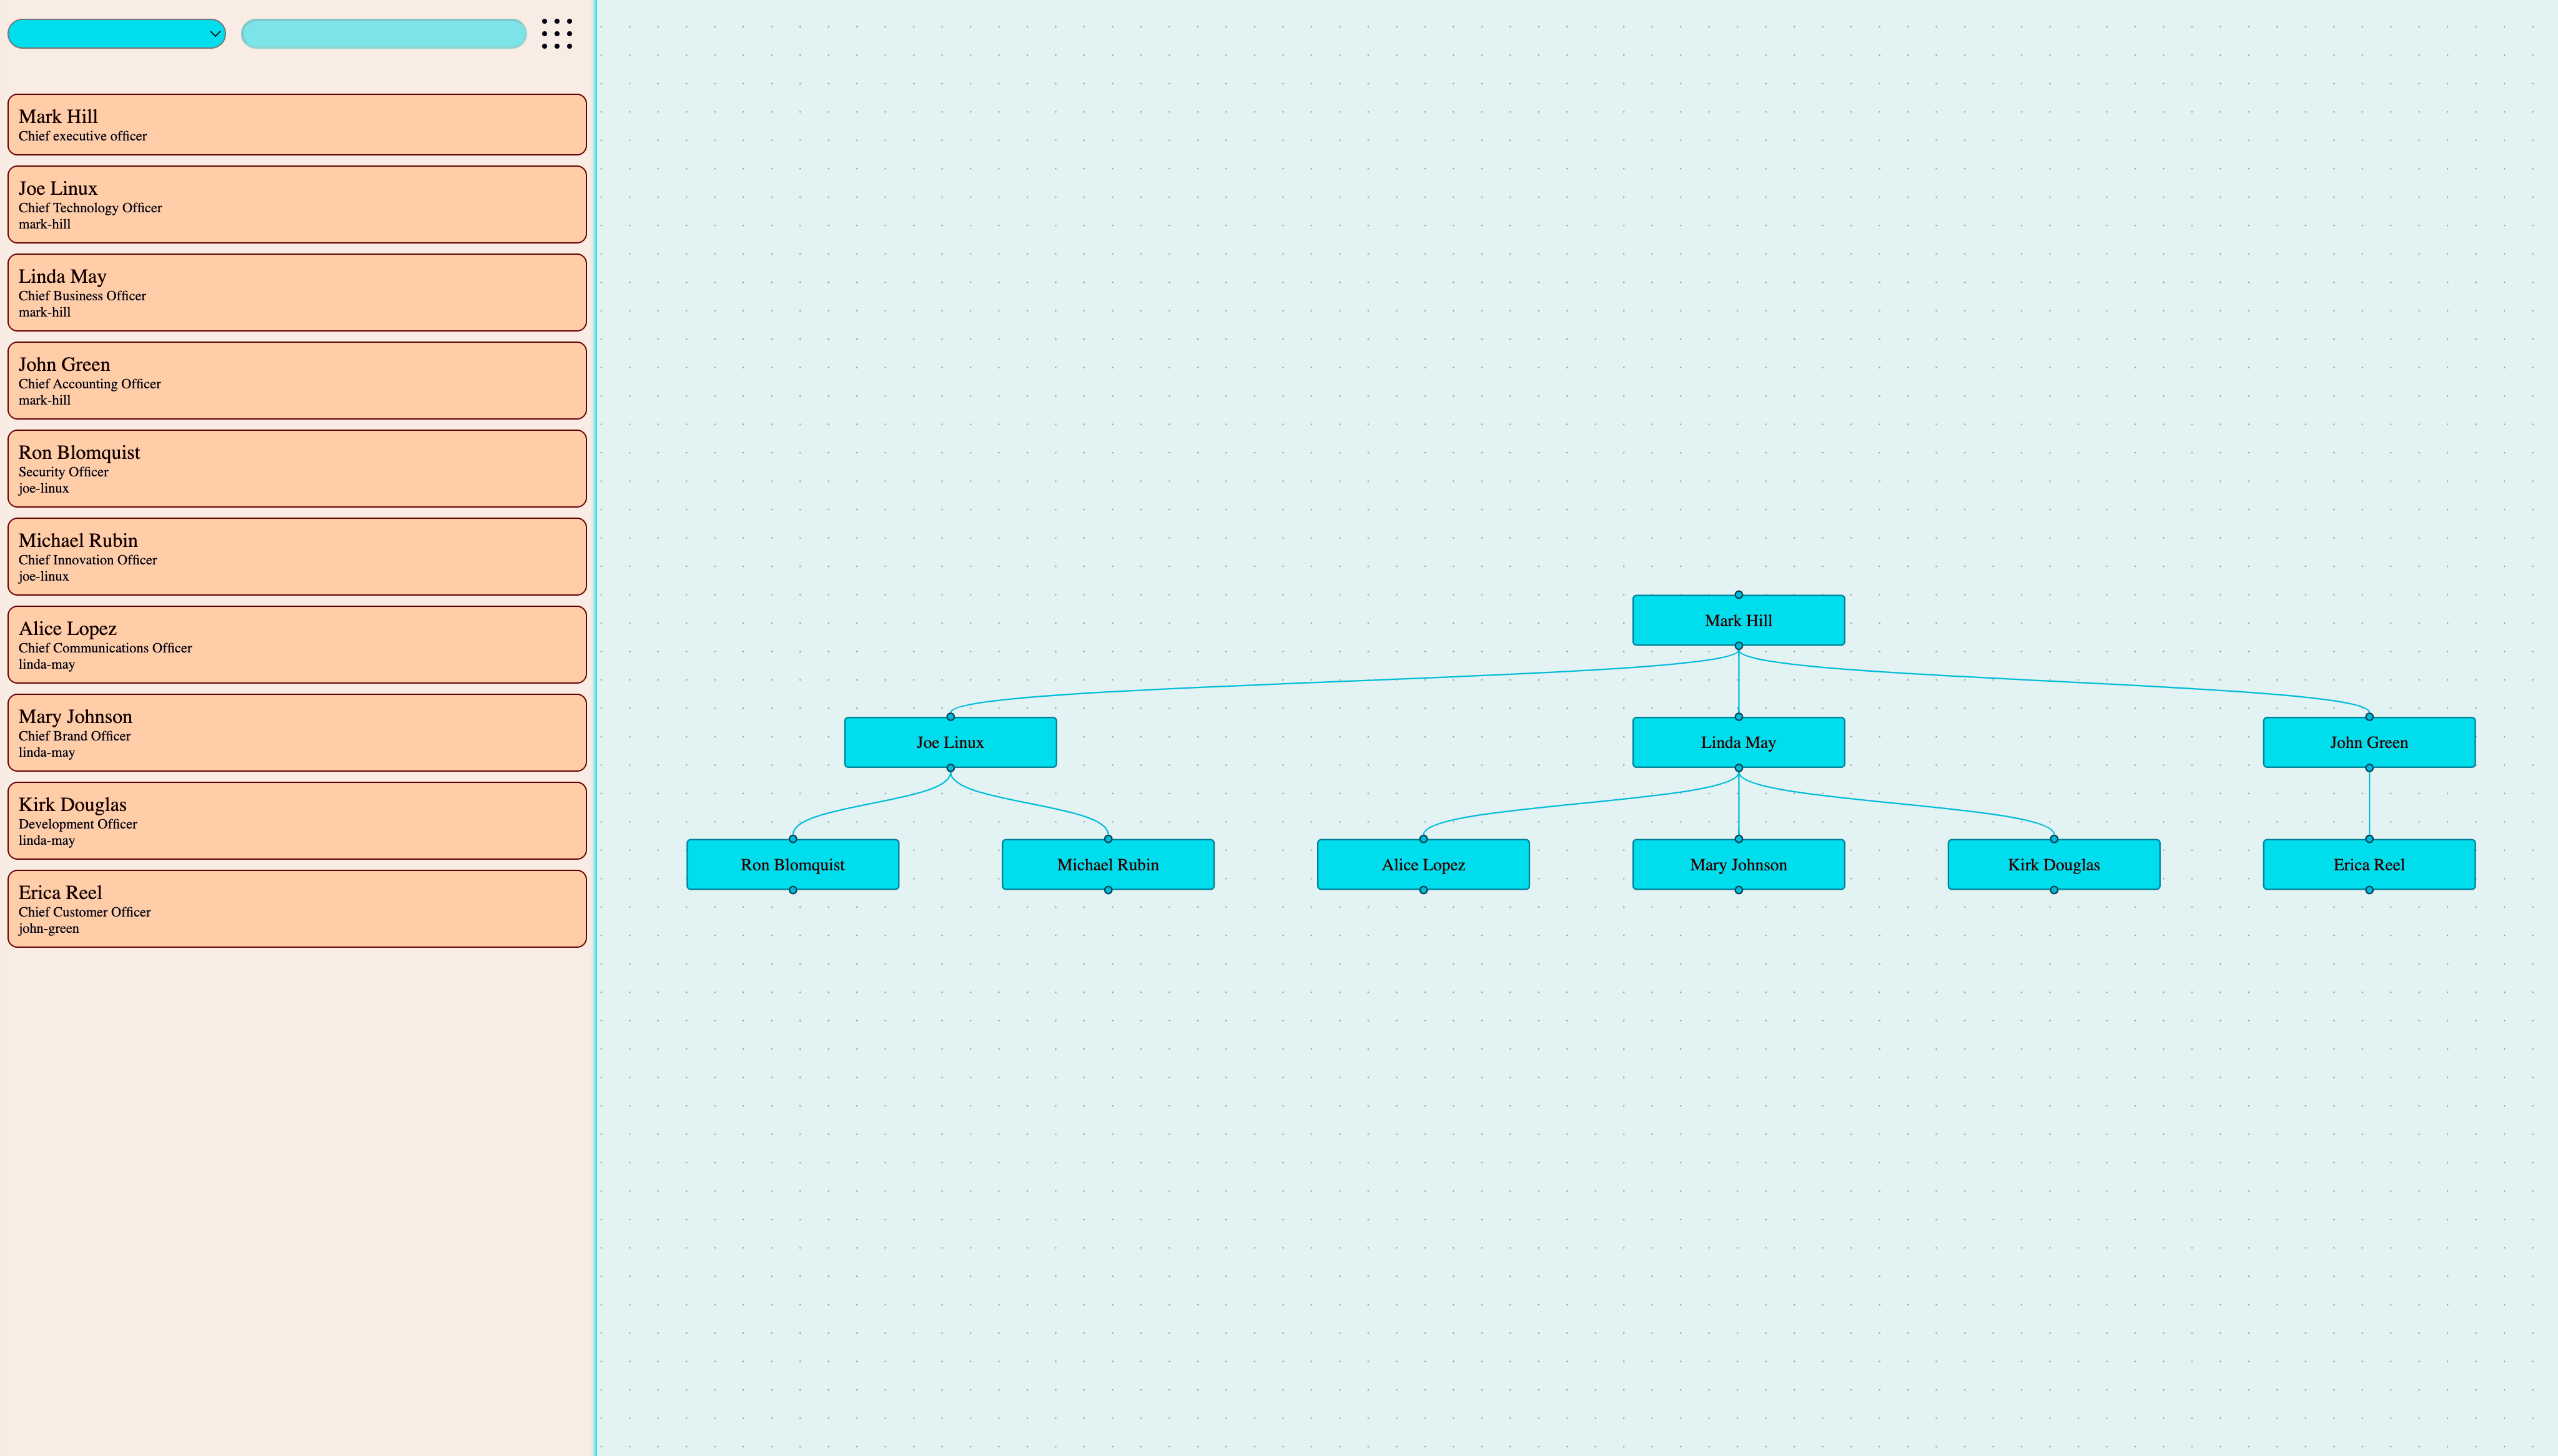 Mark Hill
Chief executive officer
Joe Linux
Chief Technology Officer
mark-hill
Linda May
Chief Business Officer
mark-hill
John Green
Chief Accounting Officer
mark-hill
Ron Blomquist
Security Officer
joe-linux
Michael Rubin
Chief Innovation Officer
joe-linux
Alice Lopez
Chief Communications Officer
linda-may
Mary Johnson
Chief Brand Officer
linda-may
Kirk Douglas
Development Officer
linda-may
Erica Reel
Chief Customer Officer
john-green
Mark Hill
Joe Linux
Linda May
John Green
Ron Blomquist
Michael Rubin
Alice Lopez
Mary Johnson
Kirk Douglas
Erica Reel